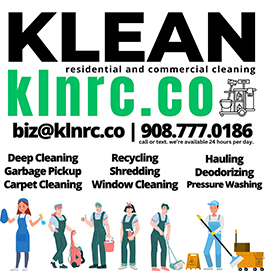 KLEAN
residential and commercial cleaning
klnrc.co
biz@klnrc.co | 908.777.0186
call or text. we're available 24 hours per day.
Deep Cleaning
Garbage Pickup
Carpet Cleaning
Recycling
Shredding
Window Cleaning
Hauling
Deodorizing
Pressure Washing